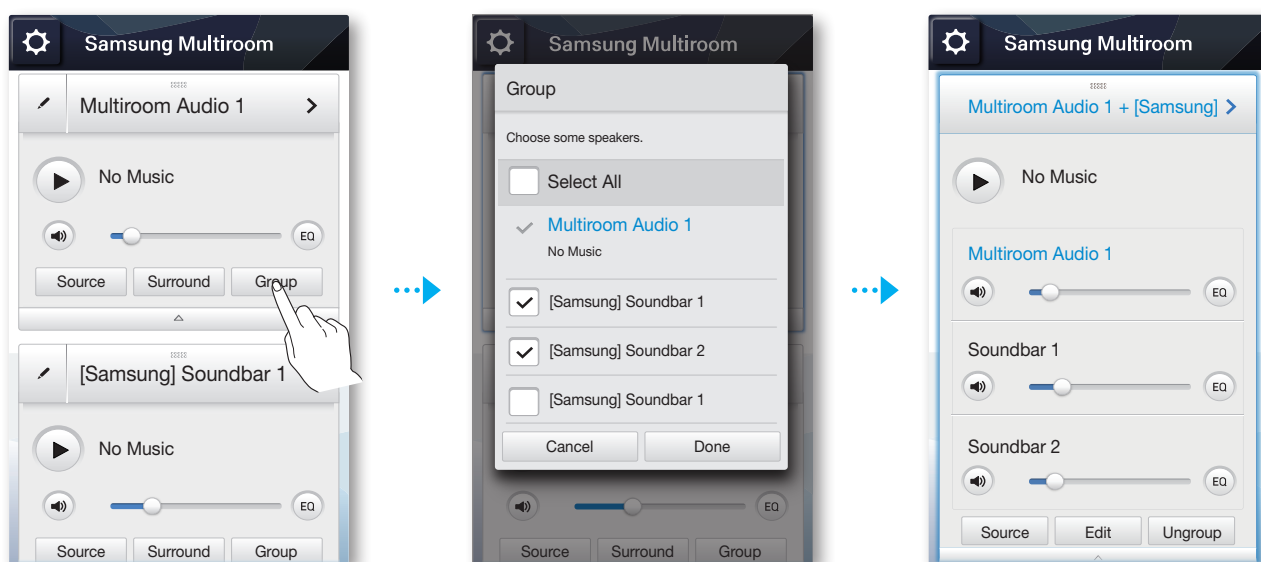 Samsung Multiroom
Multiroom Audio 1
No Music
EQ
Source Surround Group
[Samsung] Soundbar 1
No Music
EQ
Source Surround Group
Samsung Multiroom
Group
Choose some speakers.
Select All
Multiroom Audio 1
No Music
[Samsung] Soundbar 1
[Samsung] Soundbar 2
[Samsung] Soundbar 1
Cancel Done
EQ
Source Surround Group
Samsung Multiroom
Multiroom Audio 1 + [Samsung]
No Music
Multiroom Audio 1
EQ
Soundbar 1
EQ
Soundbar 2
EQ
Source Edit Ungroup